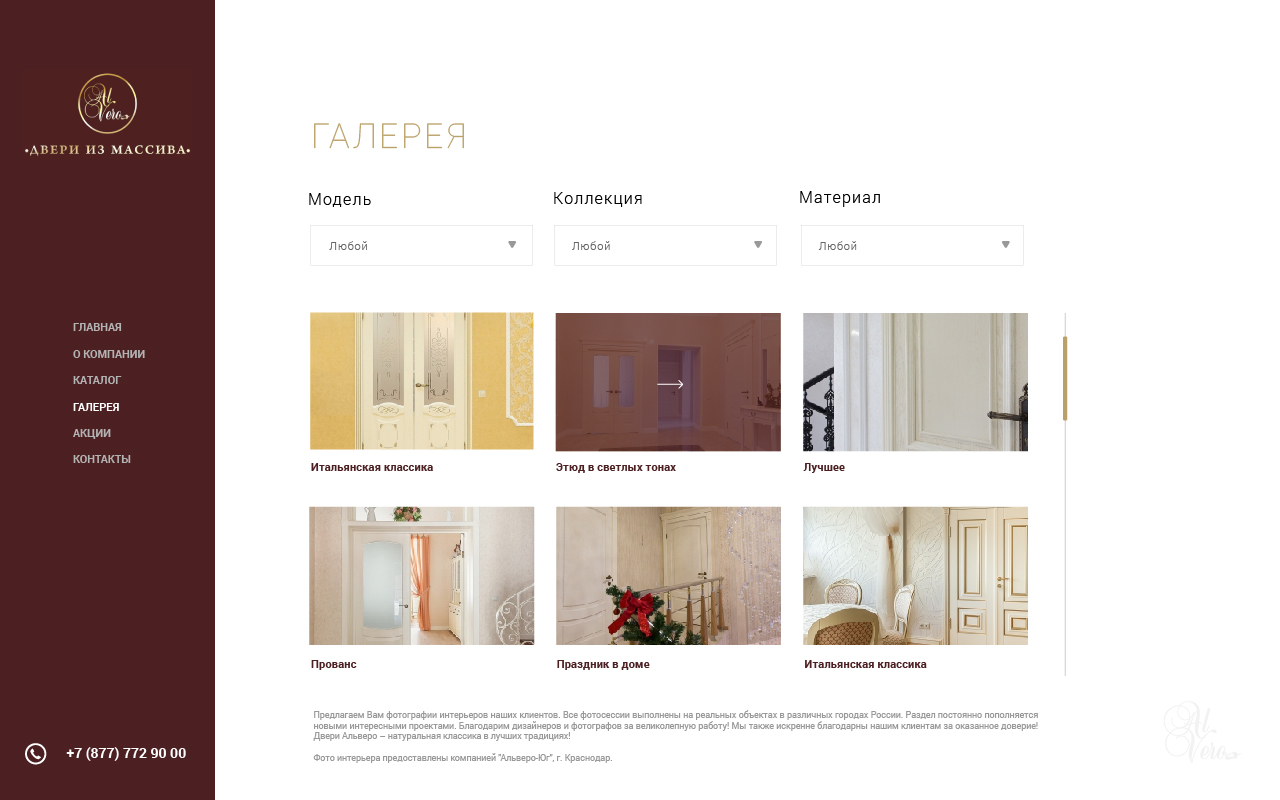 Al
Vero
•ДВЕРИ ИЗ МАССИВА•
ГЛАВНАЯ
О КОМПАНИИ
КАТАЛОГ
ГАЛЕРЕЯ
АКЦИИ
КОНТАКТЫ
+7 (877) 772 90 00
ГАЛЕРЕЯ
Модель
Коллекция
Материал
Любой
Любой
Любой
Итальянская классика
Этюд в светлых тонах
Лучшее
Прованс
Праздник в доме
Итальянская классика
Предлагаем Вам фотографии интерьеров наших клиентов. Все фотосессии выполнены на реальных объектах в различных городах России. Раздел постоянно пополняется
новыми интересными проектами. Благодарим дизайнеров и фотографов за великолепную работу! Мы также искренне благодарны нашим клиентам за оказанное доверие!
Двери Альверо – натуральная классика в лучших традициях!
Фото интерьера предоставлены компанией "Альверо-Юг", г. Краснодар.
Al
Vero